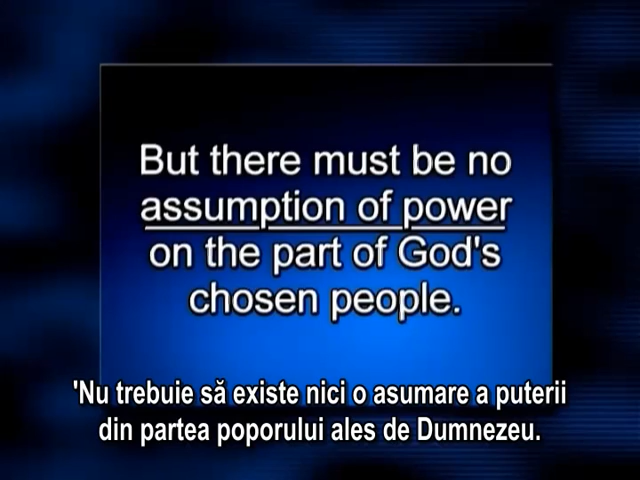 But there must be no
assumption of power
on the part of God's
chosen people.
'Nu trebuie să existe nici o asumare a puterii
din partea poporului ales de Dumnezeu.